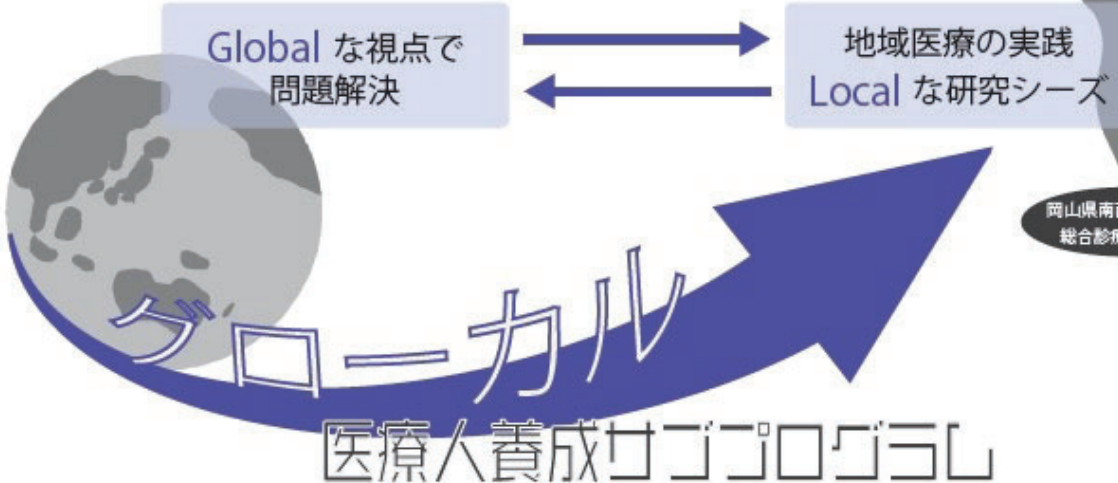 Global な視点で
問題解決
地域医療の実践
Local な研究シーズ
岡山県南
総合診
グローカル
医療人養成サブプログラム